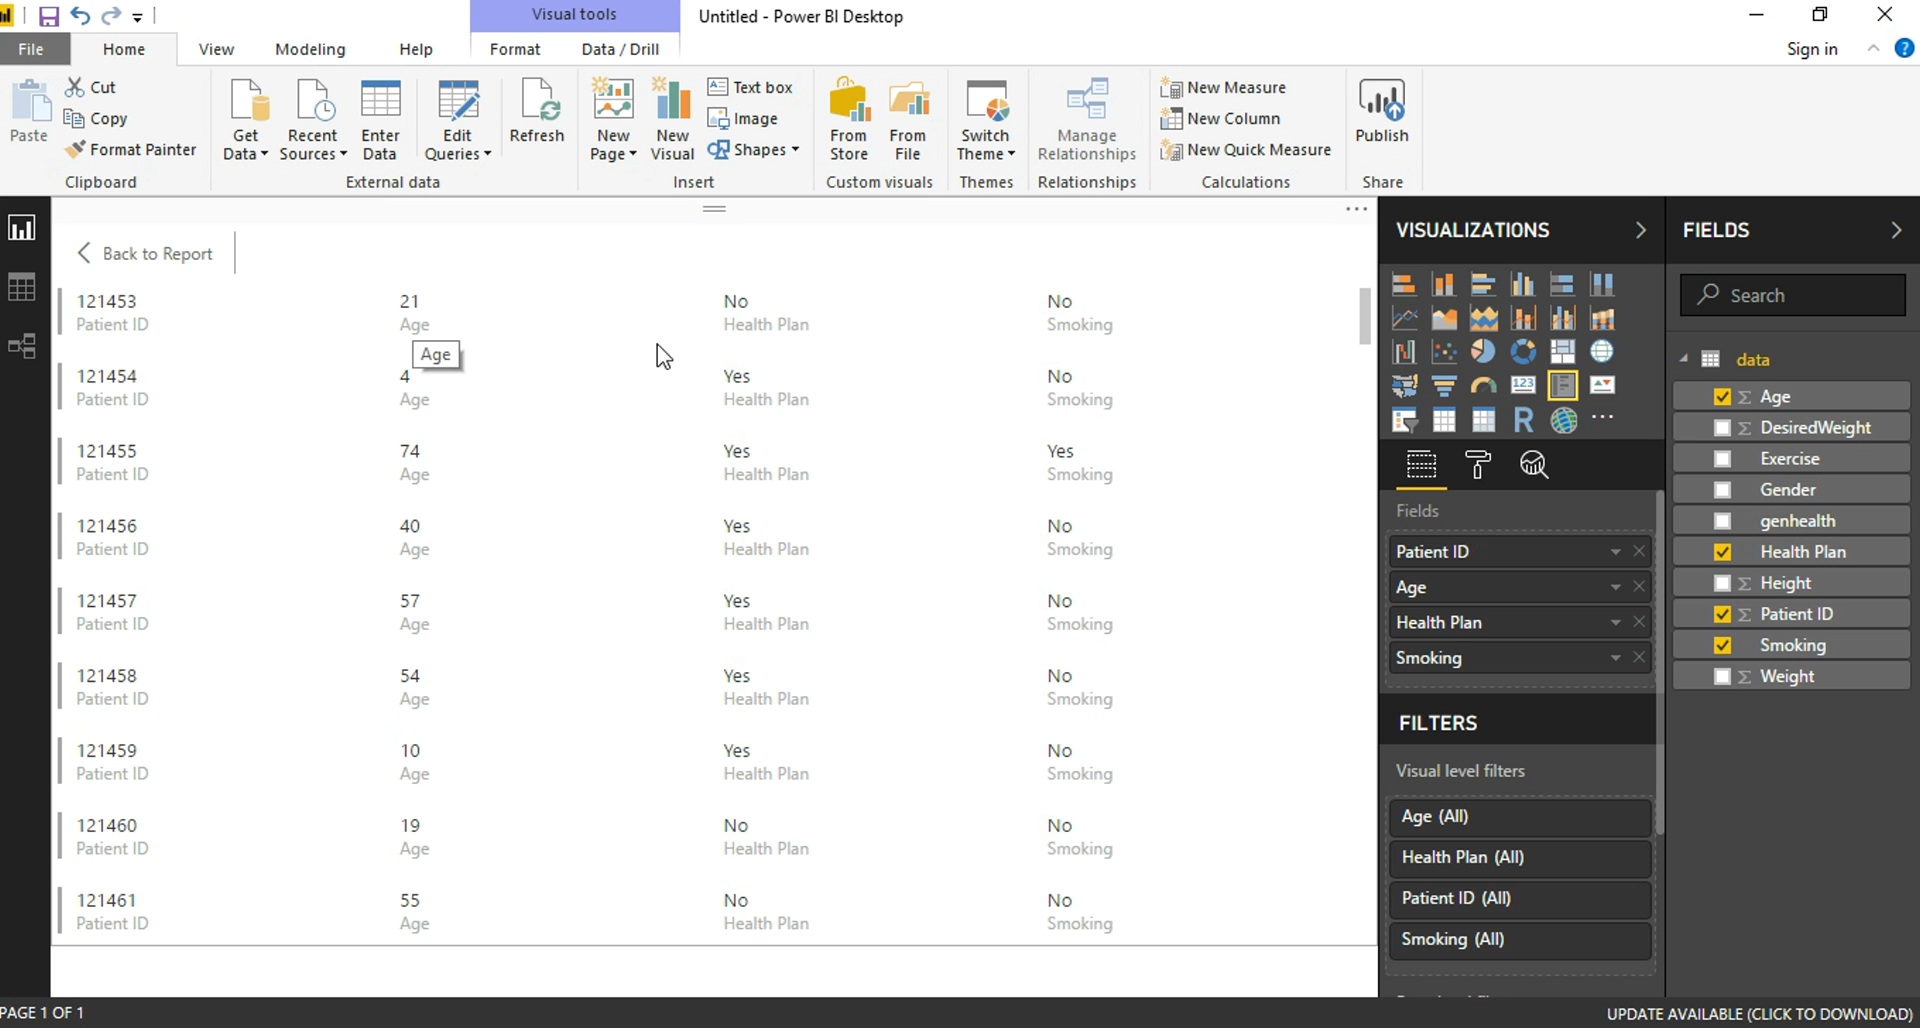 Visual tools
Untitled - Power BI Desktop
File
Home
View
Modeling
Help
Format
Data / Drill
Sign in
?
Paste
Cut
Copy
Format Painter
Clipboard
Get Data
Recent Sources
Enter Data
Edit Queries
External data
Refresh
New Page
New Visual
Text box
Image
Shapes
Insert
From Store
From File
Custom visuals
Switch Theme
Themes
Manage Relationships
Relationships
New Measure
New Column
New Quick Measure
Calculations
Publish
Share
Back to Report
121453 21 No No
Patient ID Age Health Plan Smoking
Age
121454 4 Yes No
Patient ID Age Health Plan Smoking
121455 74 Yes Yes
Patient ID Age Health Plan Smoking
121456 40 Yes No
Patient ID Age Health Plan Smoking
121457 57 Yes No
Patient ID Age Health Plan Smoking
121458 54 Yes No
Patient ID Age Health Plan Smoking
121459 10 Yes No
Patient ID Age Health Plan Smoking
121460 19 No No
Patient ID Age Health Plan Smoking
121461 55 No No
Patient ID Age Health Plan Smoking
VISUALIZATIONS
123
R
Fields
Patient ID
Age
Health Plan
Smoking
FILTERS
Visual level filters
Age (All)
Health Plan (All)
Patient ID (All)
Smoking (All)
FIELDS
Search
data
Σ Age
Σ DesiredWeight
Exercise
Gender
genhealth
Health Plan
Σ Height
Σ Patient ID
Smoking
Σ Weight
PAGE 1 OF 1
UPDATE AVAILABLE (CLICK TO DOWNLOAD)